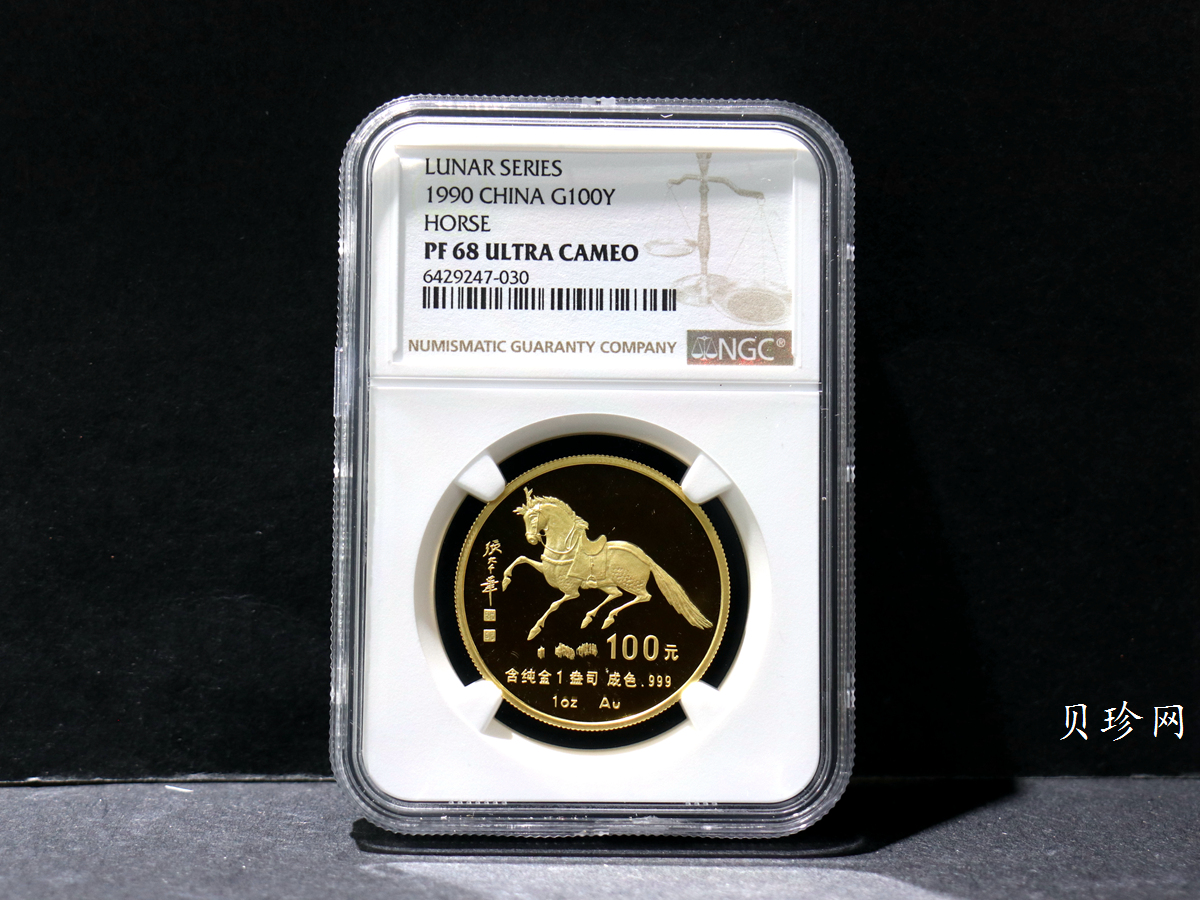 LUNAR SERIES
1990 CHINA G100Y
HORSE
PF 68 ULTRA CAMEO
6429247-030
NUMISMATIC GUARANTY COMPANY
NGC®
100元
含纯金1盎司 成色.999
1oz Au
贝珍网